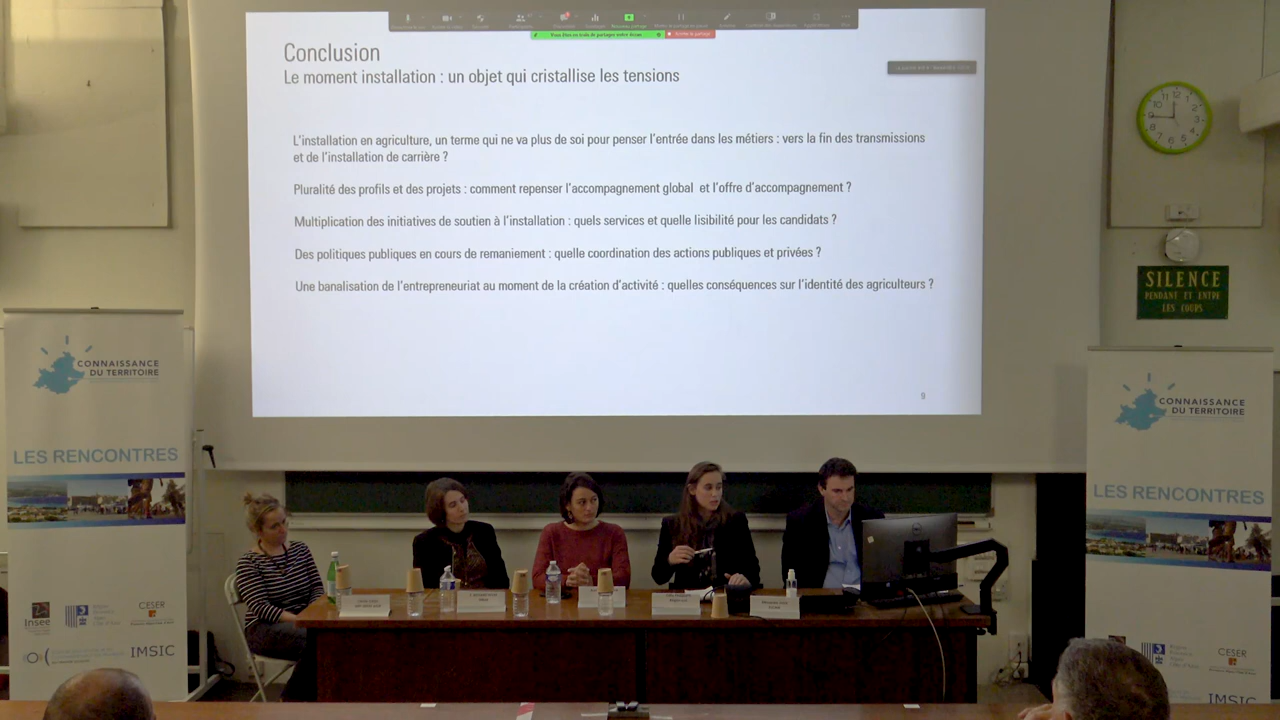 Conclusion
Le moment installation : un objet qui cristallise les tensions
L'installation en agriculture, un terme qui ne va plus de soi pour penser l'entrée dans les métiers : vers la fin des transmissions
et de l'installation de carrière ?
Pluralité des profils et des projets : comment repenser l'accompagnement global et l'offre d'accompagnement ?
Multiplication des initiatives de soutien à l'installation : quels services et quelle lisibilité pour les candidats ?
Des politiques publiques en cours de remaniement : quelle coordination des actions publiques et privées ?
Une banalisation de l'entrepreneuriat au moment de la création d'activité : quelles conséquences sur l'identité des agriculteurs ?
9
SILENCE
PENDANT ET ENTRE
LES COUPS
CONNAISSANCE
DU TERRITOIRE
LES RENCONTRES
Insee
CESER
IMSIC
CONNAISSANCE
DU TERRITOIRE
LES RENCONTRES
CESER
IMSIC
DELL